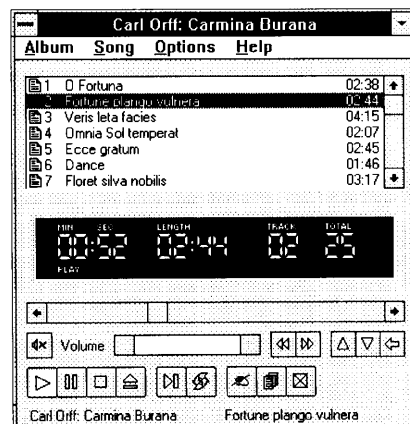 Carl Orff: Carmina Burana
Album Song Options Help
1 O Fortuna 02:38
2 Fortune plango vulnera 02:44
3 Veris leta facies 04:15
4 Omnia Sol temperat 02:07
5 Ecce gratum 02:45
6 Dance 01:46
7 Floret silva nobilis 03:17
MIN SEC LENGTH TRACK TOTAL
00:52 02:44 02 25
PLAY
Volume
Carl Orff: Carmina Burana Fortune plango vulnera